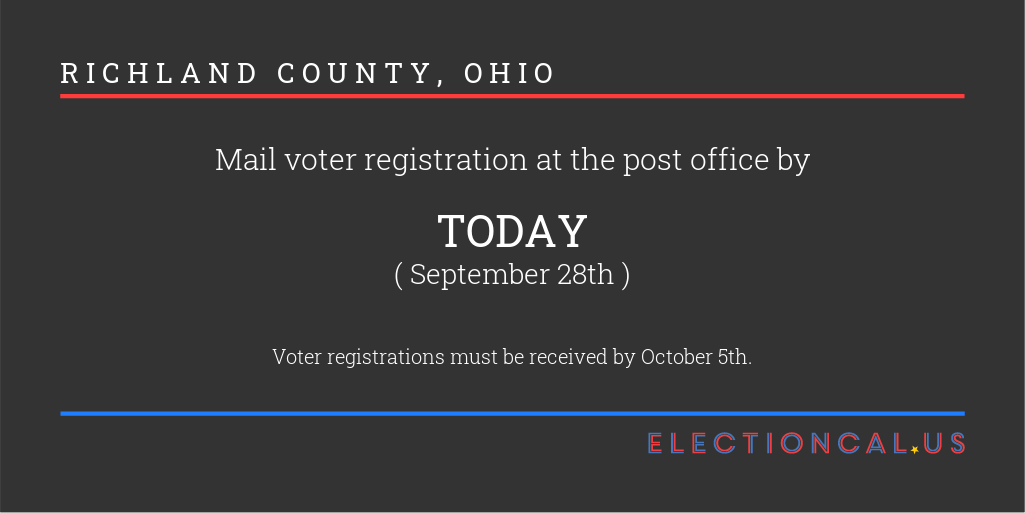 RICHLAND COUNTY, OHIO
Mail voter registration at the post office by
TODAY
( September 28th )
Voter registrations must be received by October 5th.
ELECTIONCAL.US